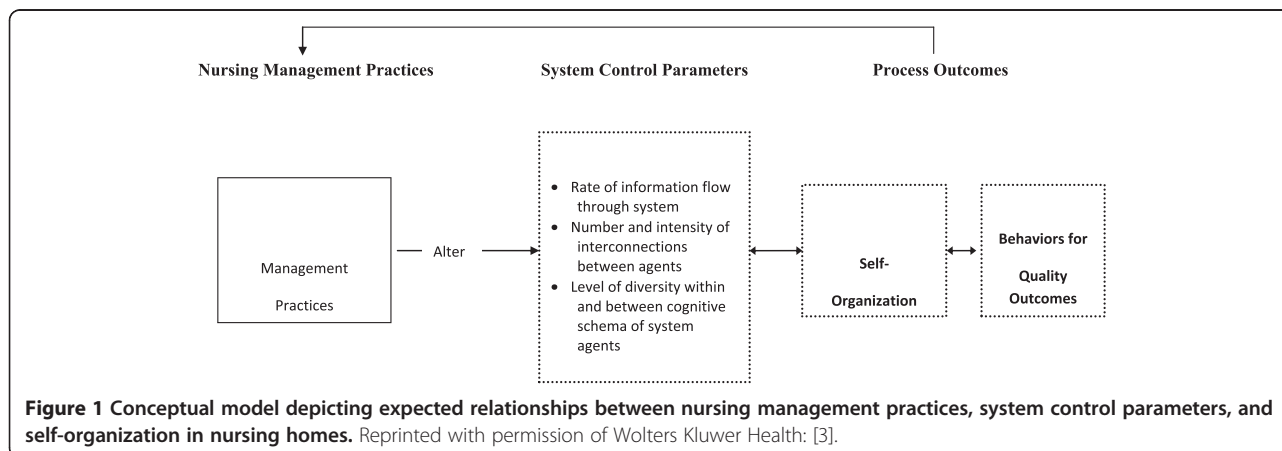 Nursing Management Practices System Control Parameters Process Outcomes
Management
Practices
Alter
• Rate of information flow
through system
• Number and intensity of
interconnections
between agents
• Level of diversity within
and between cognitive
schema of system
agents
Self-
Organization
Behaviors for
Quality
Outcomes
Figure 1 Conceptual model depicting expected relationships between nursing management practices, system control parameters, and
self-organization in nursing homes. Reprinted with permission of Wolters Kluwer Health: [3].